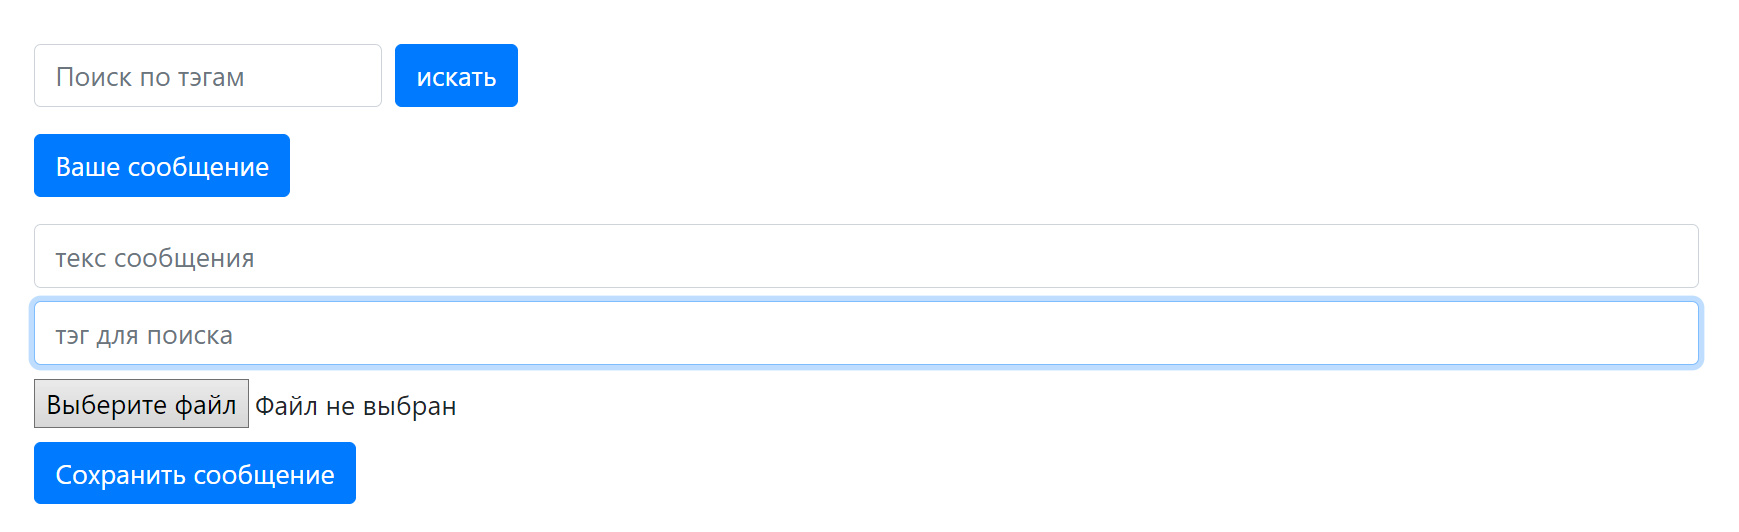 Поиск по тэгам искать
Ваше сообщение
текс сообщения
тэг для поиска
Выберите файл Файл не выбран
Сохранить сообщение